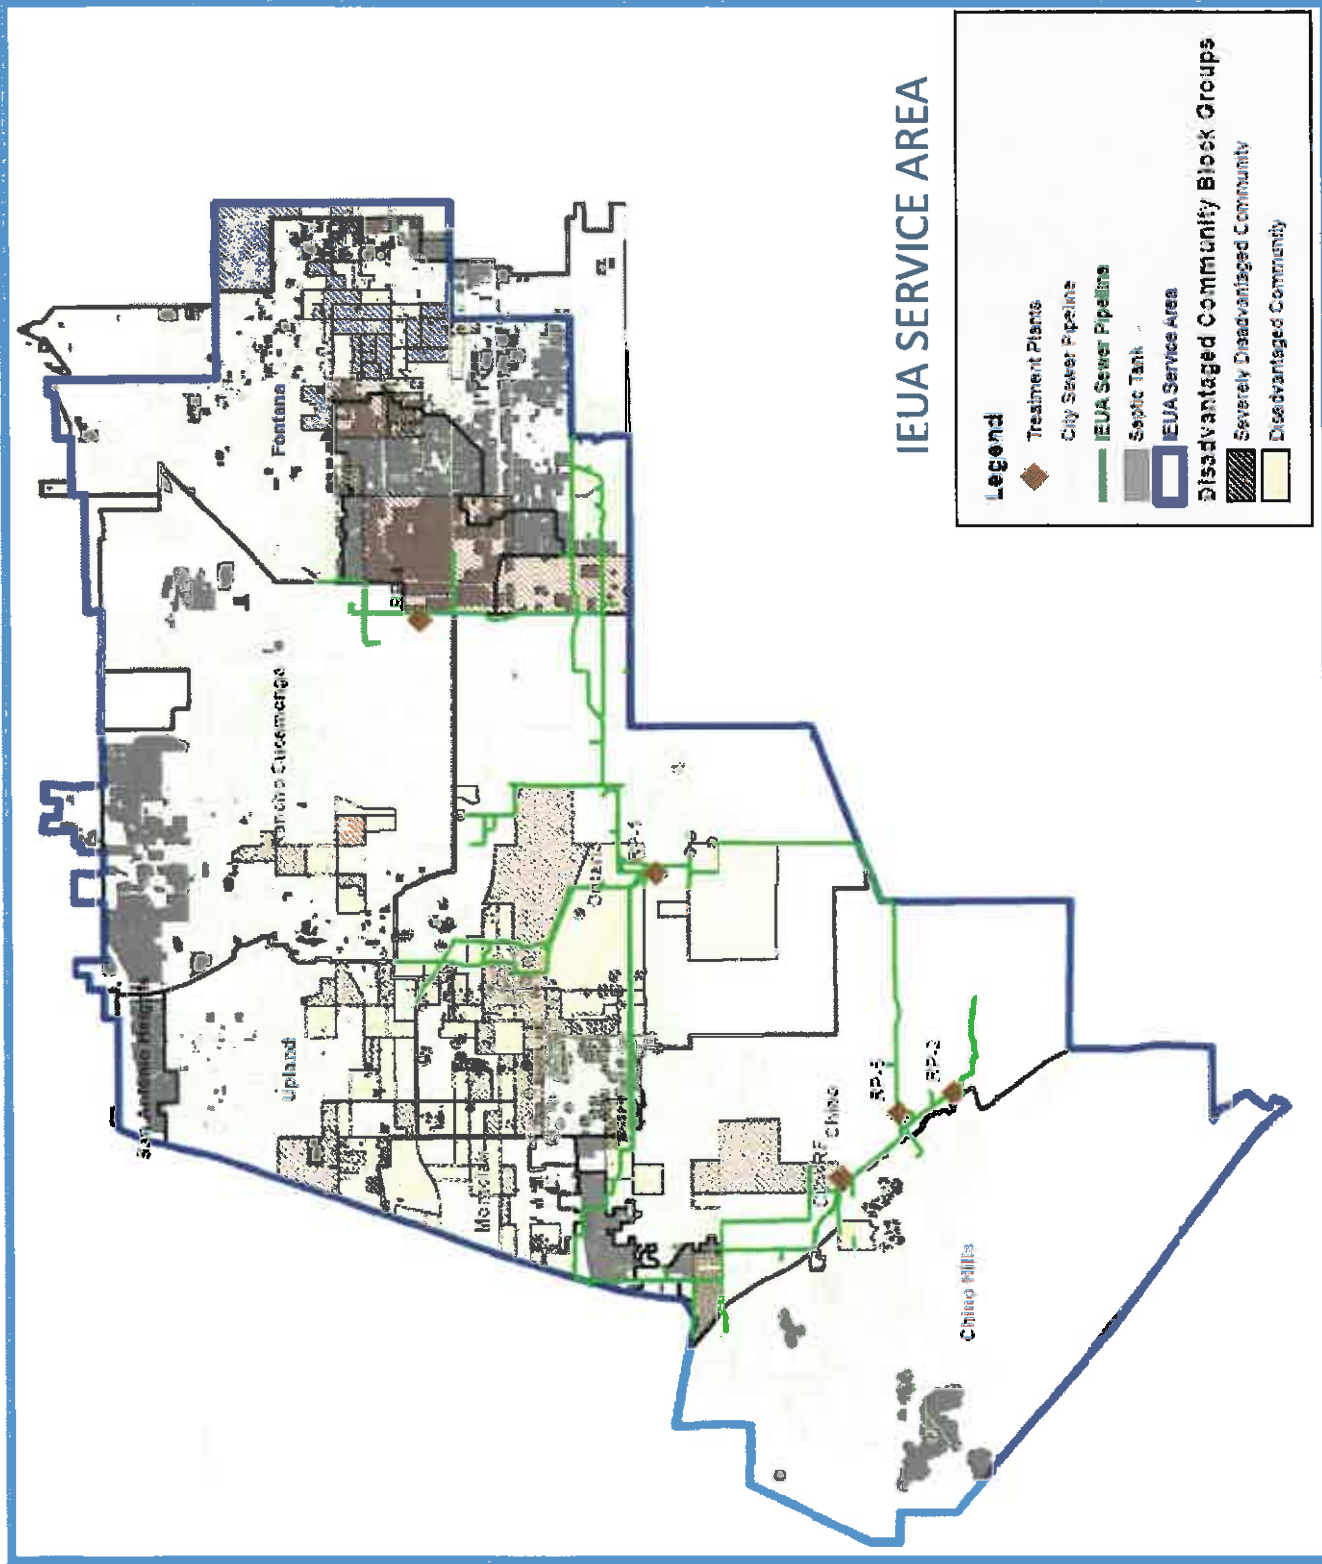 IEUA SERVICE AREA
Legend
Treatment Plants
City Sewer Pipeline
IEUA Sewer Pipeline
Septic Tank
IEUA Service Area
Disadvantaged Community Block Groups
Severely Disadvantaged Community
Disadvantaged Community
San Antonio Heights
Upland
Rancho Cucamonga
Fontana
Ontario
RP-1
Chino
RP-5
RP-2
Chino Hills